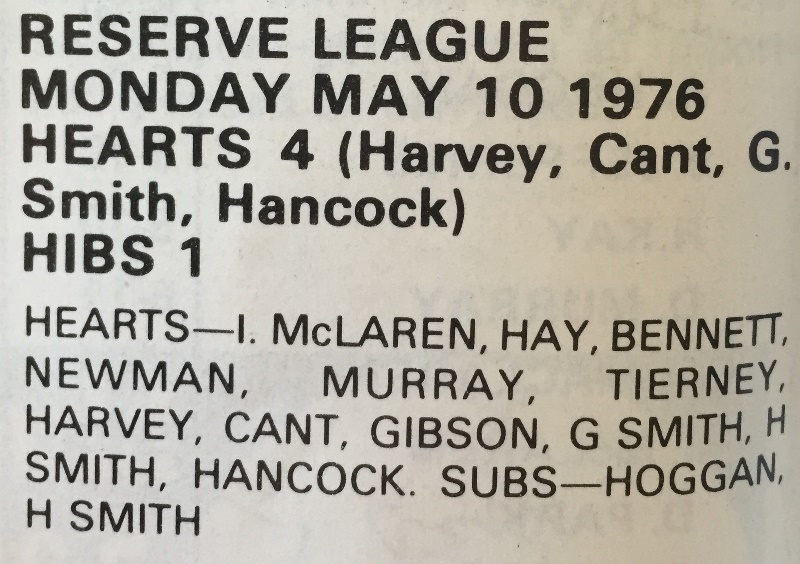 RESERVE LEAGUE
MONDAY MAY 10 1976
HEARTS 4 (Harvey, Cant, G.
Smith, Hancock)
HIBS 1
HEARTS—I. McLAREN, HAY, BENNETT,
NEWMAN, MURRAY, TIERNEY,
HARVEY, CANT, GIBSON, G SMITH, H
SMITH, HANCOCK. SUBS—HOGGAN,
H SMITH